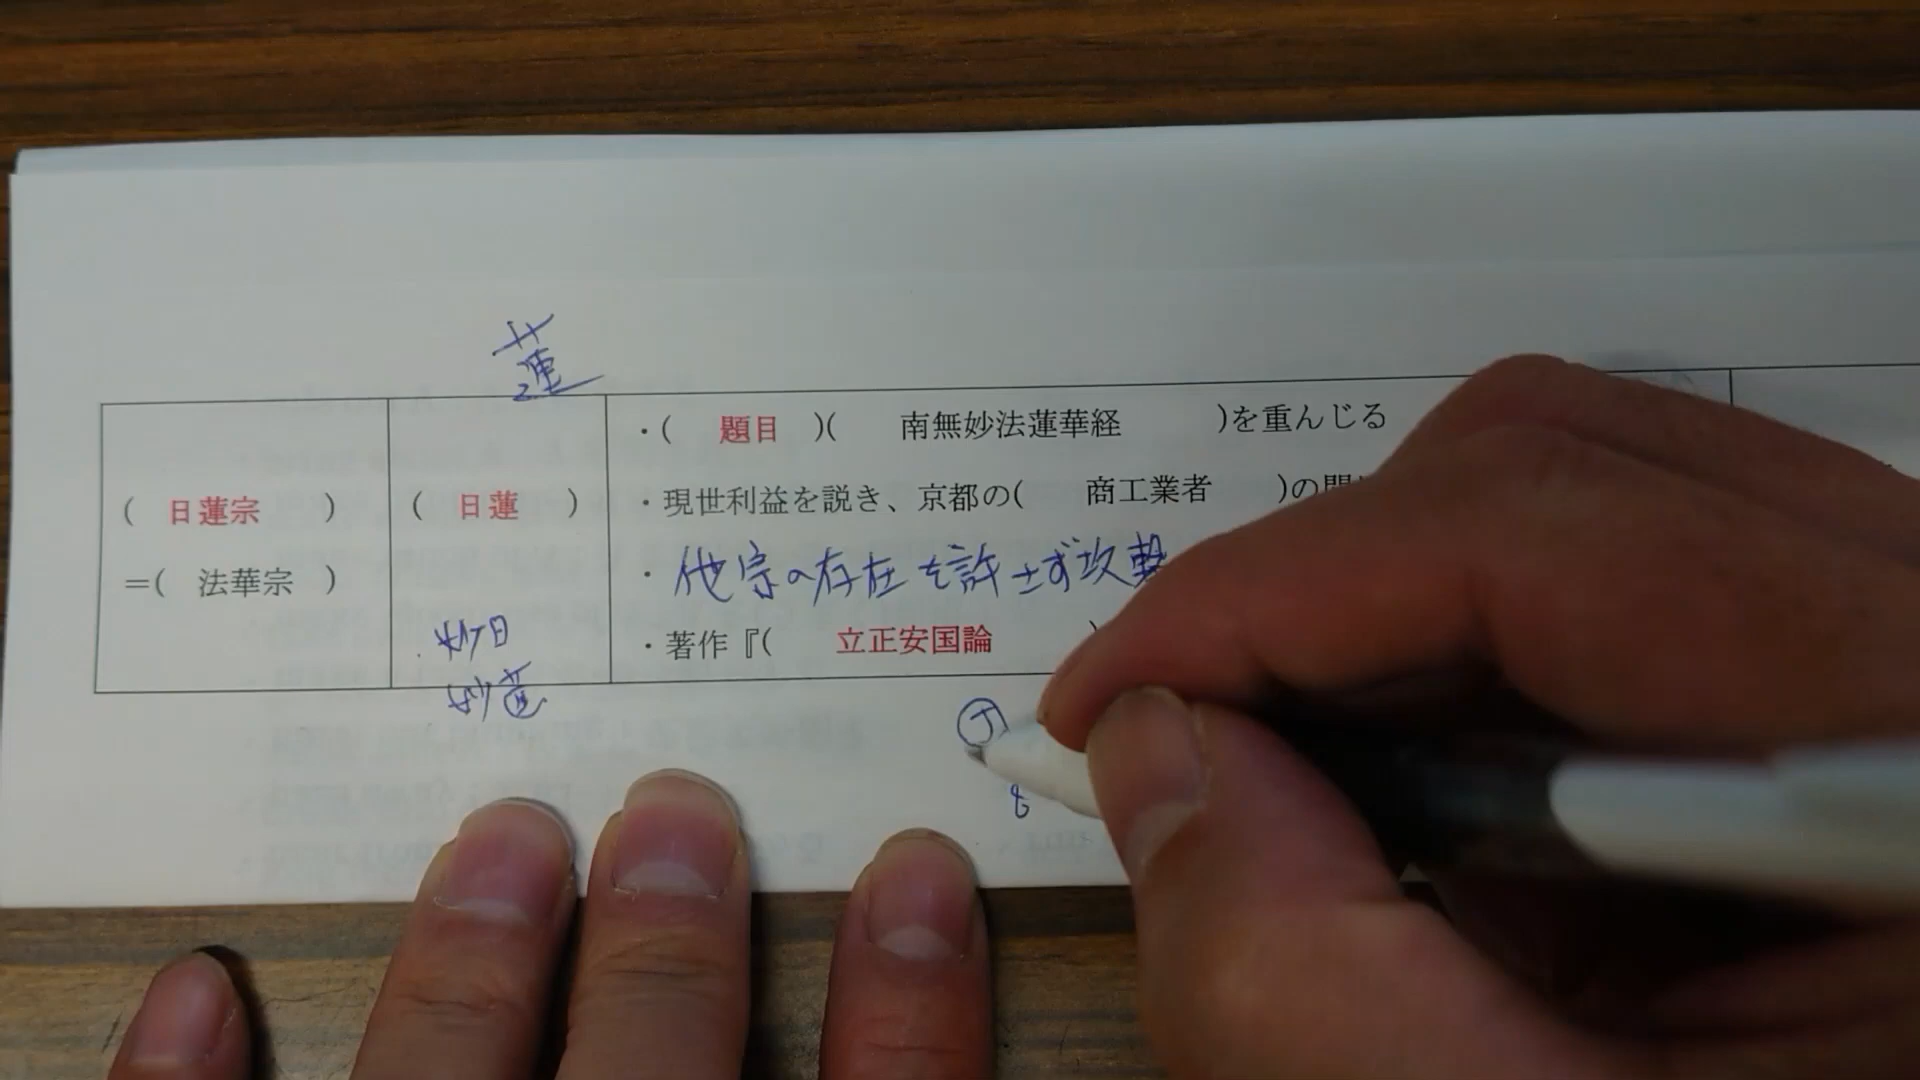 蓮
( 日蓮宗 )
=( 法華宗 )
( 日蓮 )
妙日
妙蓮
・( 題目 )( 南無妙法蓮華経 )を重んじる
・現世利益を説き、京都の( 商工業者 )の間
・他宗の存在を許さず攻撃
・著作『( 立正安国論 )